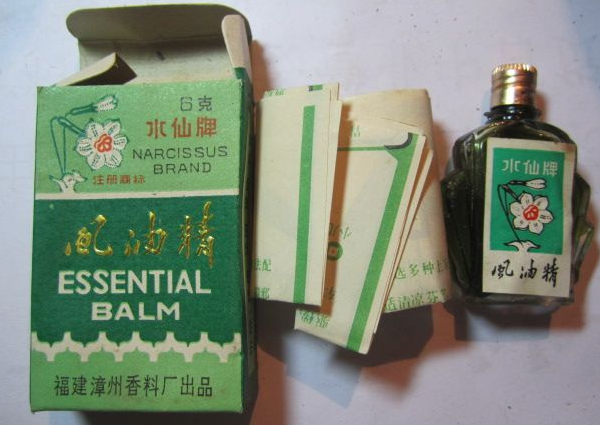 6克
水仙牌
NARCISSUS
BRAND
注册商标
风油精
ESSENTIAL
BALM
福建漳州香料厂出品
水仙牌
风油精